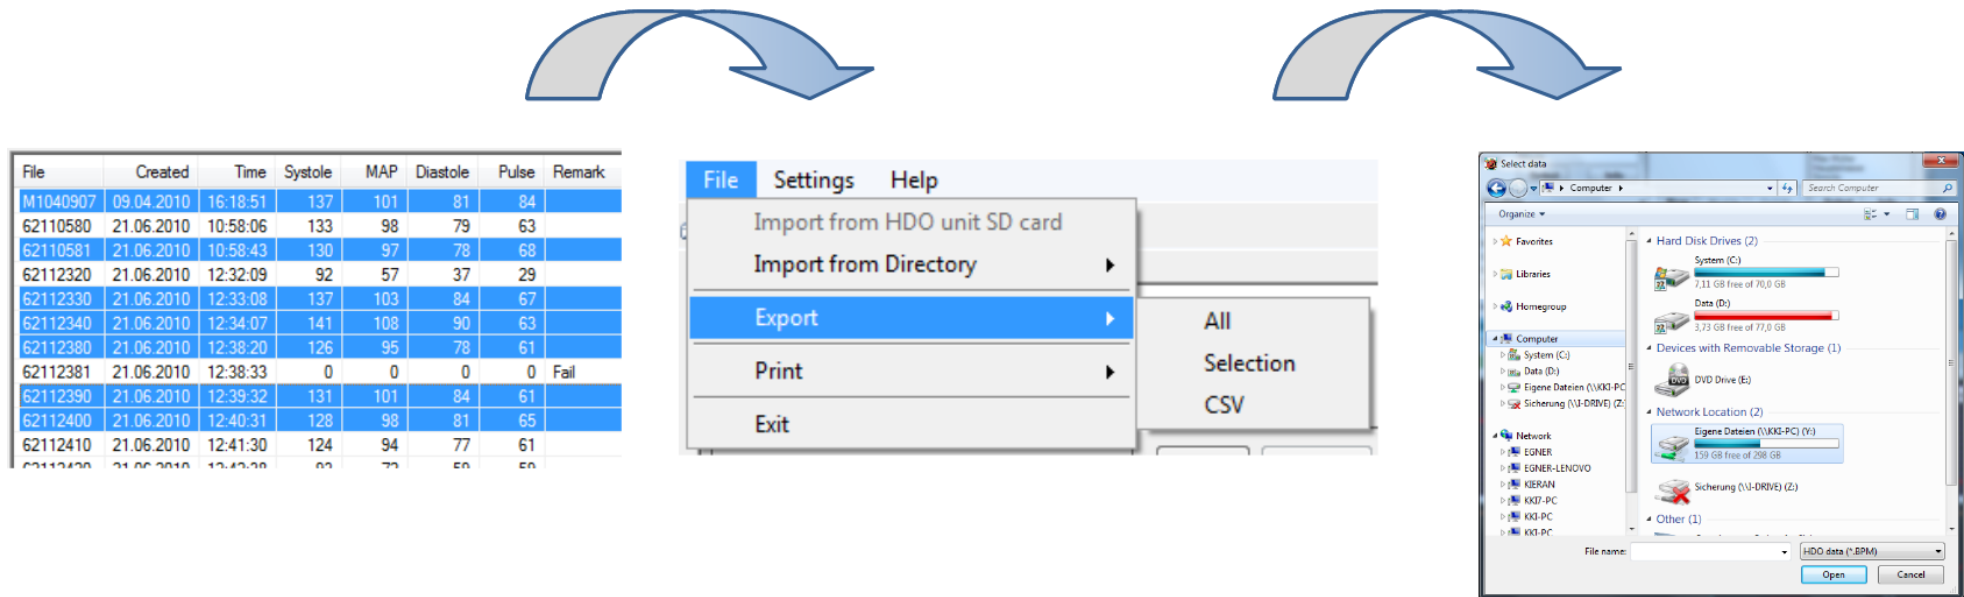 File Created Time Systole MAP Diastole Pulse Remark
M1040907 09.04.2010 16:18:51 137 101 81 84
62110580 21.06.2010 10:58:06 133 98 79 63
62110581 21.06.2010 10:58:43 130 97 78 68
62112320 21.06.2010 12:32:09 92 57 37 29
62112330 21.06.2010 12:33:08 137 103 84 67
62112340 21.06.2010 12:34:07 141 108 90 63
62112380 21.06.2010 12:38:20 126 95 78 61
62112381 21.06.2010 12:38:33 0 0 0 0 Fail
62112390 21.06.2010 12:39:32 131 101 84 61
62112400 21.06.2010 12:40:31 128 98 81 65
62112410 21.06.2010 12:41:30 124 94 77 61
File Settings Help
Import from HDO unit SD card
Import from Directory
Export
Print
Exit
All
Selection
CSV
Select data
Computer
Search Computer
Organize
Favorites
Libraries
Homegroup
Computer
System (C:)
Data (D:)
Eigene Dateien (\\KKI-PC
Sicherung (\\I-DRIVE) (Z:
Network
EGNER
EGNER-LENOVO
KIERAN
KKI7-PC
KKI-PC
KKI-PC
Hard Disk Drives (2)
System (C:)
7,11 GB free of 70,0 GB
Data (D:)
3,73 GB free of 77,0 GB
Devices with Removable Storage (1)
DVD Drive (E:)
Network Location (2)
Eigene Dateien (\\KKI-PC) (Y:)
159 GB free of 298 GB
Sicherung (\\I-DRIVE) (Z:)
Other (1)
File name:
HDO data (*.BPM)
Open Cancel